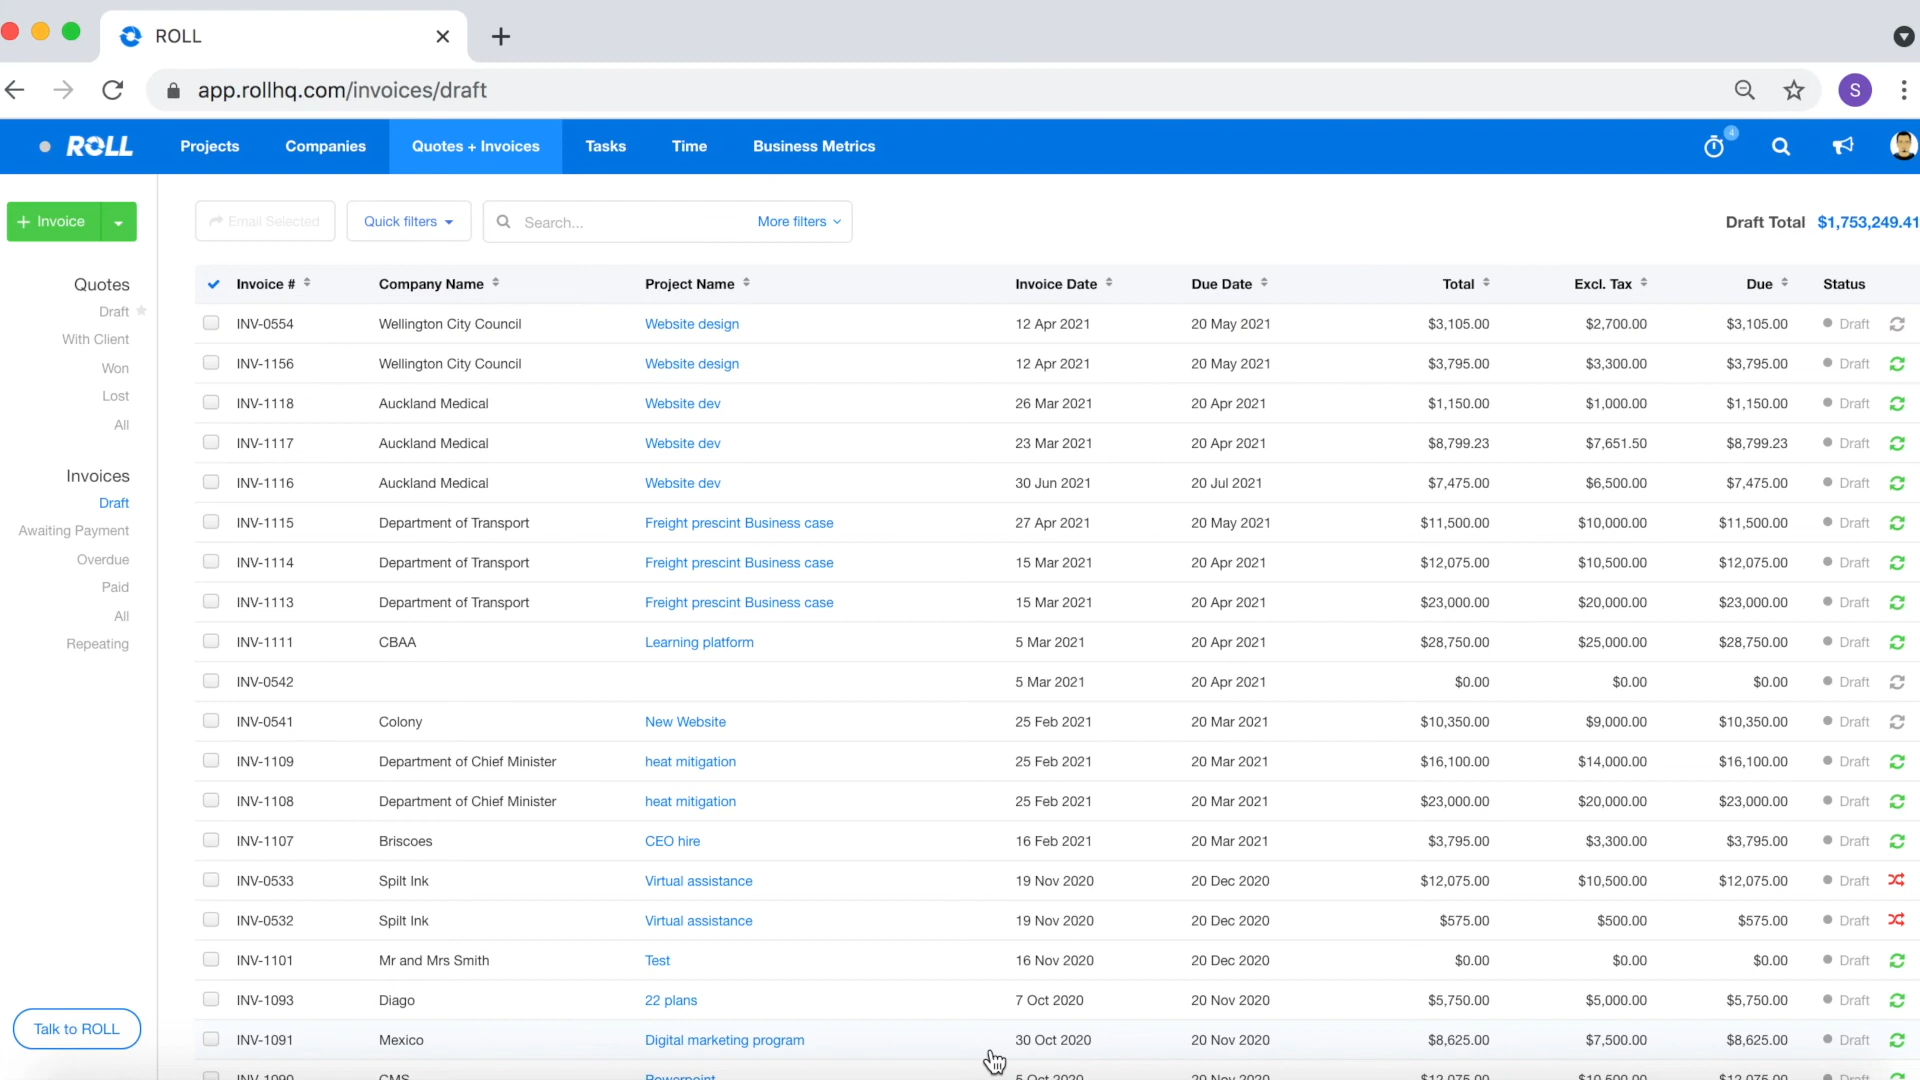 ROLL
app.rollhq.com/invoices/draft
S
ROLL Projects Companies Quotes + Invoices Tasks Time Business Metrics 4
+ Invoice Email Selected Quick filters Search... More filters Draft Total $1,753,249.41
Quotes
Draft
With Client
Won
Lost
All
Invoices
Draft
Awaiting Payment
Overdue
Paid
All
Repeating
Talk to ROLL
Invoice # Company Name Project Name Invoice Date Due Date Total Excl. Tax Due Status
INV-0554 Wellington City Council Website design 12 Apr 2021 20 May 2021 $3,105.00 $2,700.00 $3,105.00 Draft
INV-1156 Wellington City Council Website design 12 Apr 2021 20 May 2021 $3,795.00 $3,300.00 $3,795.00 Draft
INV-1118 Auckland Medical Website dev 26 Mar 2021 20 Apr 2021 $1,150.00 $1,000.00 $1,150.00 Draft
INV-1117 Auckland Medical Website dev 23 Mar 2021 20 Apr 2021 $8,799.23 $7,651.50 $8,799.23 Draft
INV-1116 Auckland Medical Website dev 30 Jun 2021 20 Jul 2021 $7,475.00 $6,500.00 $7,475.00 Draft
INV-1115 Department of Transport Freight prescint Business case 27 Apr 2021 20 May 2021 $11,500.00 $10,000.00 $11,500.00 Draft
INV-1114 Department of Transport Freight prescint Business case 15 Mar 2021 20 Apr 2021 $12,075.00 $10,500.00 $12,075.00 Draft
INV-1113 Department of Transport Freight prescint Business case 15 Mar 2021 20 Apr 2021 $23,000.00 $20,000.00 $23,000.00 Draft
INV-1111 CBAA Learning platform 5 Mar 2021 20 Apr 2021 $28,750.00 $25,000.00 $28,750.00 Draft
INV-0542 5 Mar 2021 20 Apr 2021 $0.00 $0.00 $0.00 Draft
INV-0541 Colony New Website 25 Feb 2021 20 Mar 2021 $10,350.00 $9,000.00 $10,350.00 Draft
INV-1109 Department of Chief Minister heat mitigation 25 Feb 2021 20 Mar 2021 $16,100.00 $14,000.00 $16,100.00 Draft
INV-1108 Department of Chief Minister heat mitigation 25 Feb 2021 20 Mar 2021 $23,000.00 $20,000.00 $23,000.00 Draft
INV-1107 Briscoes CEO hire 16 Feb 2021 20 Mar 2021 $3,795.00 $3,300.00 $3,795.00 Draft
INV-0533 Spilt Ink Virtual assistance 19 Nov 2020 20 Dec 2020 $12,075.00 $10,500.00 $12,075.00 Draft
INV-0532 Spilt Ink Virtual assistance 19 Nov 2020 20 Dec 2020 $575.00 $500.00 $575.00 Draft
INV-1101 Mr and Mrs Smith Test 16 Nov 2020 20 Dec 2020 $0.00 $0.00 $0.00 Draft
INV-1093 Diago 22 plans 7 Oct 2020 20 Nov 2020 $5,750.00 $5,000.00 $5,750.00 Draft
INV-1091 Mexico Digital marketing program 30 Oct 2020 20 Nov 2020 $8,625.00 $7,500.00 $8,625.00 Draft
INV-1090 CMS Powerpoint 5 Oct 2020 20 Nov 2020 $12,075.00 $10,500.00 $12,075.00 Draft